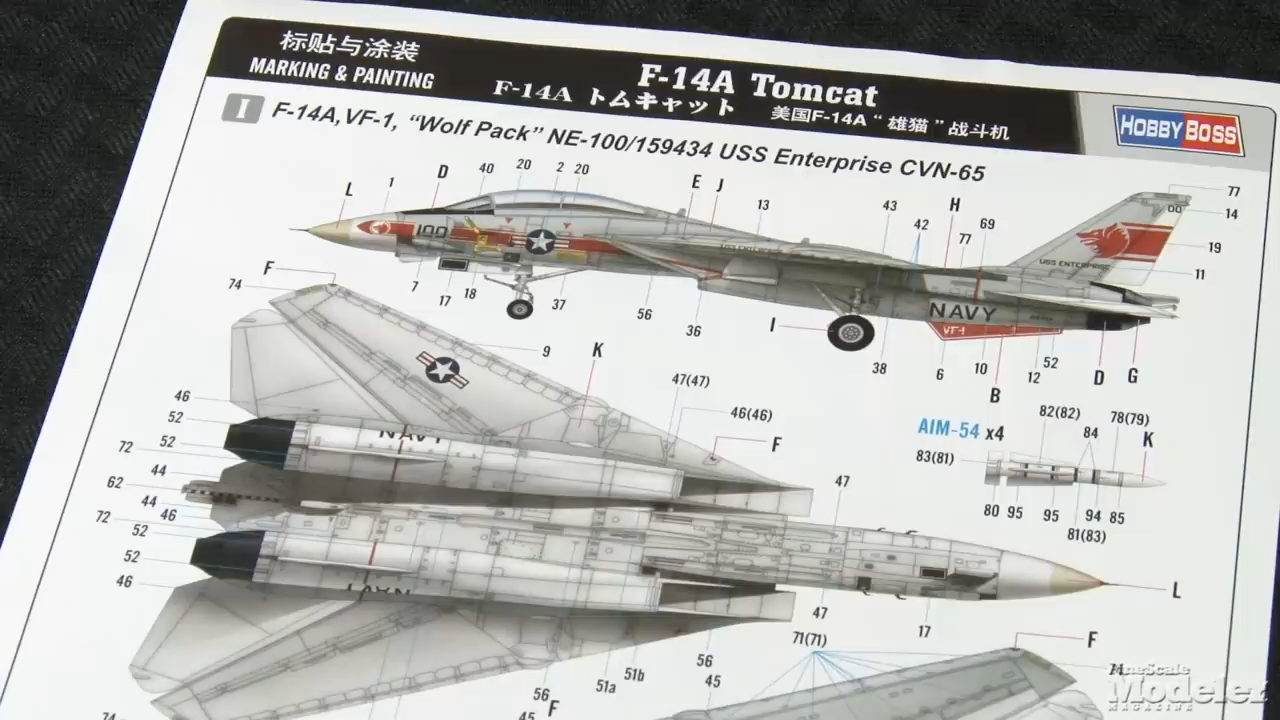 标贴与涂装
MARKING & PAINTING
F-14A Tomcat
F-14A トムキャット 美国F-14A“雄猫”战斗机
HOBBY BOSS
I F-14A, VF-1, “Wolf Pack” NE-100/159434 USS Enterprise CVN-65
L 1 D 40 20 2 20 E J 13 43 42 H 77 69 77
14
19
11
00
100
USS ENTERPRISE
USS ENTERPRISE
NAVY
VF-1
7 17 18 37 56 36 I 38 6 10 B 12 52 D G
F
74
9 K
47(47)
46(46)
F
46
52
72
52
44
62
44
46
72
52
52
46
NAVY
NAVY
AIM-54 x4
82(82)
84
78(79)
K
83(81)
80 95 95 94 85
81(83)
47
L
47
17
71(71)
F
56
45
51b
51a
56
F
45
74
FineScale
Modeler
MAGAZINE